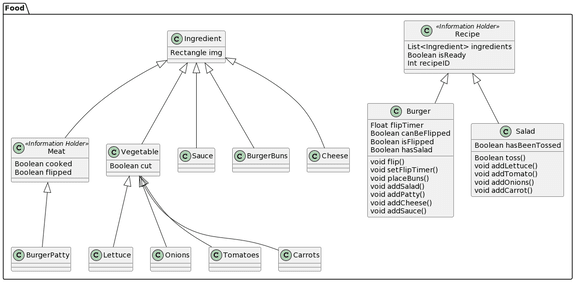 Food
C Ingredient
Rectangle img
C «Information Holder»
Recipe
List<Ingredient> ingredients
Boolean isReady
Int recipeID
C «Information Holder»
Meat
Boolean cooked
Boolean flipped
C Vegetable
Boolean cut
C Sauce
C BurgerBuns
C Cheese
C Burger
Float flipTimer
Boolean canBeFlipped
Boolean isFlipped
Boolean hasSalad
void flip()
void setFlipTimer()
void placeBuns()
void addSalad()
void addPatty()
void addCheese()
void addSauce()
C Salad
Boolean hasBeenTossed
Boolean toss()
void addLettuce()
void addTomato()
void addOnions()
void addCarrot()
C BurgerPatty
C Lettuce
C Onions
C Tomatoes
C Carrots